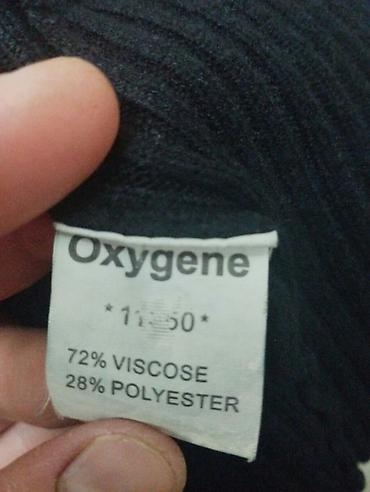 Oxygene
72% VISCOSE
28% POLYESTER